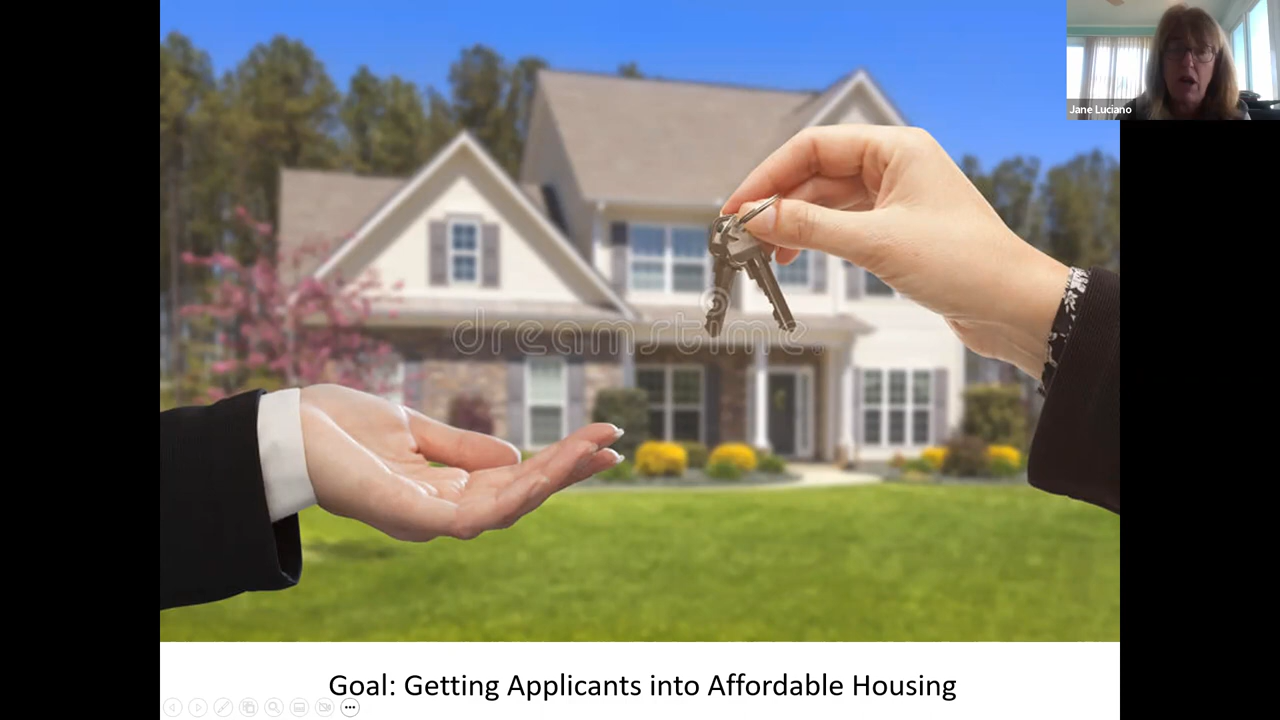 Jane Luciano
dreamstime
Goal: Getting Applicants into Affordable Housing